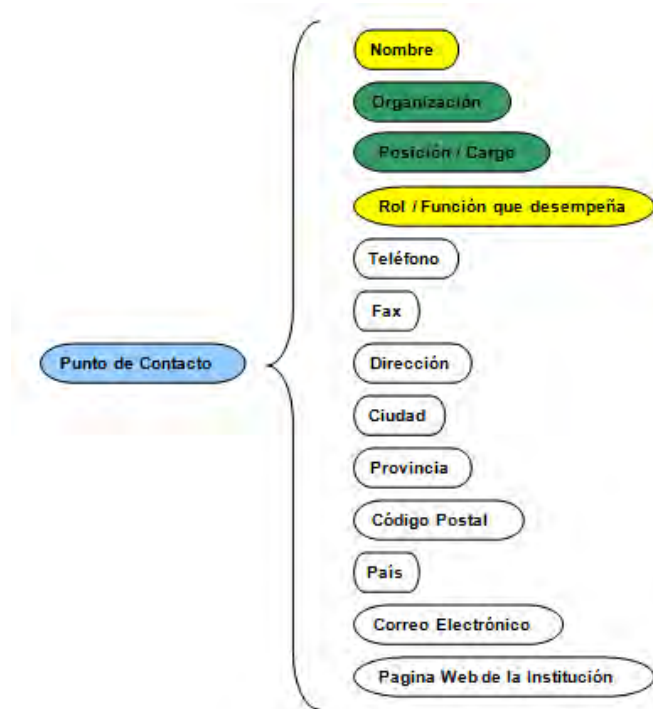 Nombre
Organización
Posición / Cargo
Rol / Función que desempeña
Teléfono
Fax
Punto de Contacto
Dirección
Ciudad
Provincia
Código Postal
País
Correo Electrónico
Pagina Web de la Institución